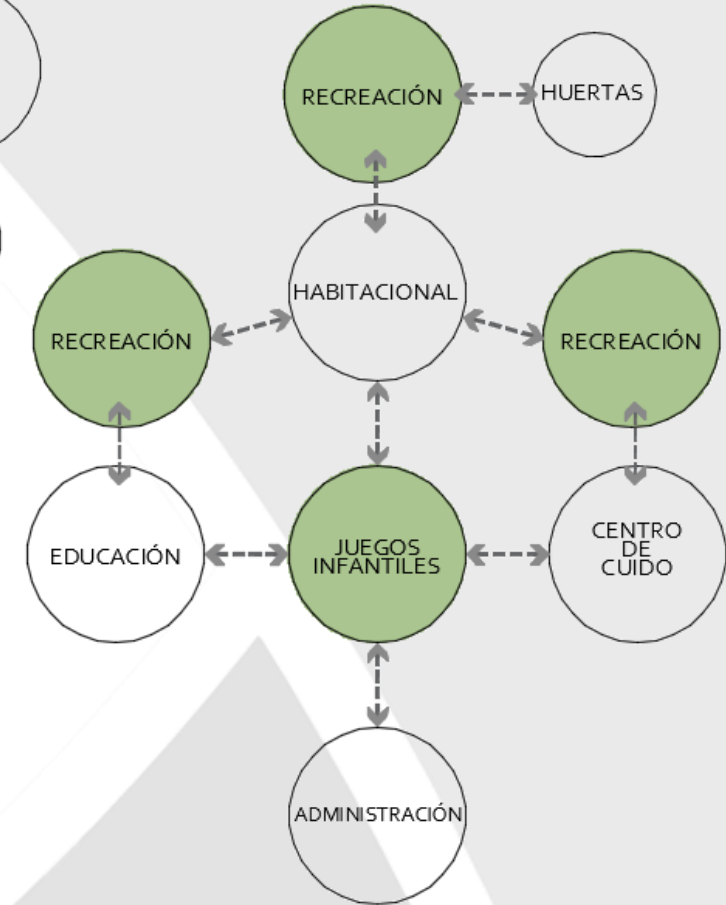 RECREACIÓN
HUERTAS
HABITACIONAL
RECREACIÓN
RECREACIÓN
EDUCACIÓN
JUEGOS
INFANTILES
CENTRO
DE
CUIDO
ADMINISTRACIÓN